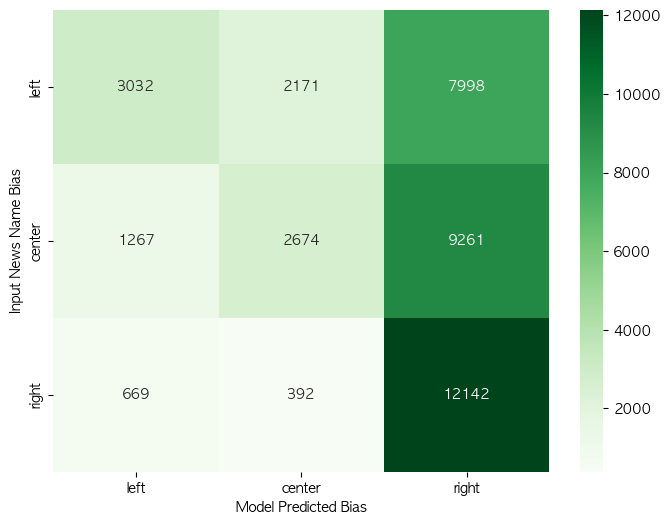 12000
left 3032 2171 7998
10000
8000
Input News Name Bias
center 1267 2674 9261
6000
4000
right 669 392 12142
2000
left center right
Model Predicted Bias